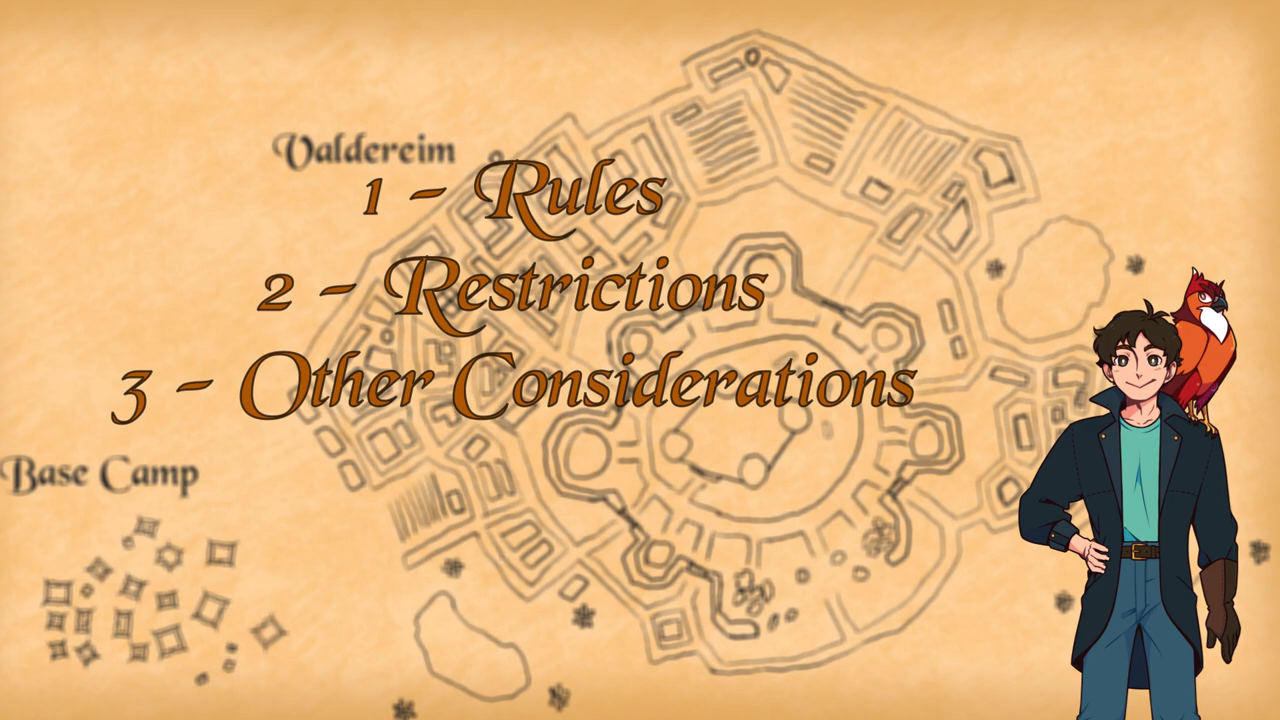 Valdereim
1 - Rules
2 - Restrictions
3 - Other Considerations
Base Camp